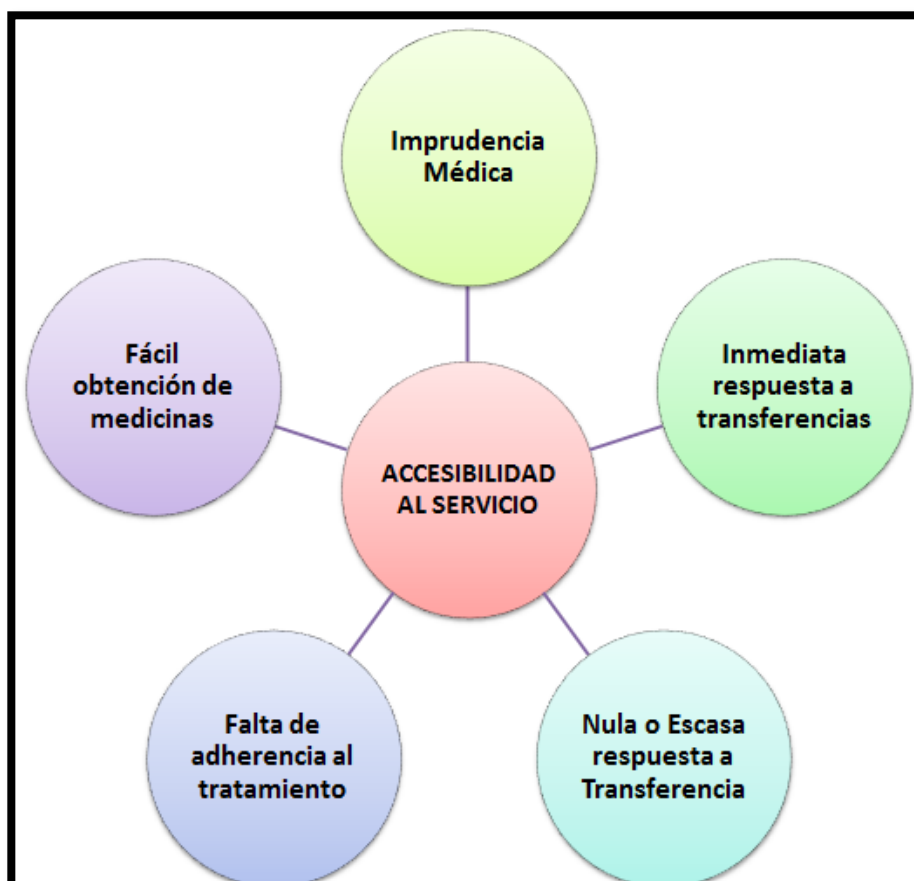 Imprudencia
Médica
Fácil
obtención de
medicinas
Inmediata
respuesta a
transferencias
ACCESIBILIDAD
AL SERVICIO
Falta de
adherencia al
tratamiento
Nula o Escasa
respuesta a
Transferencia